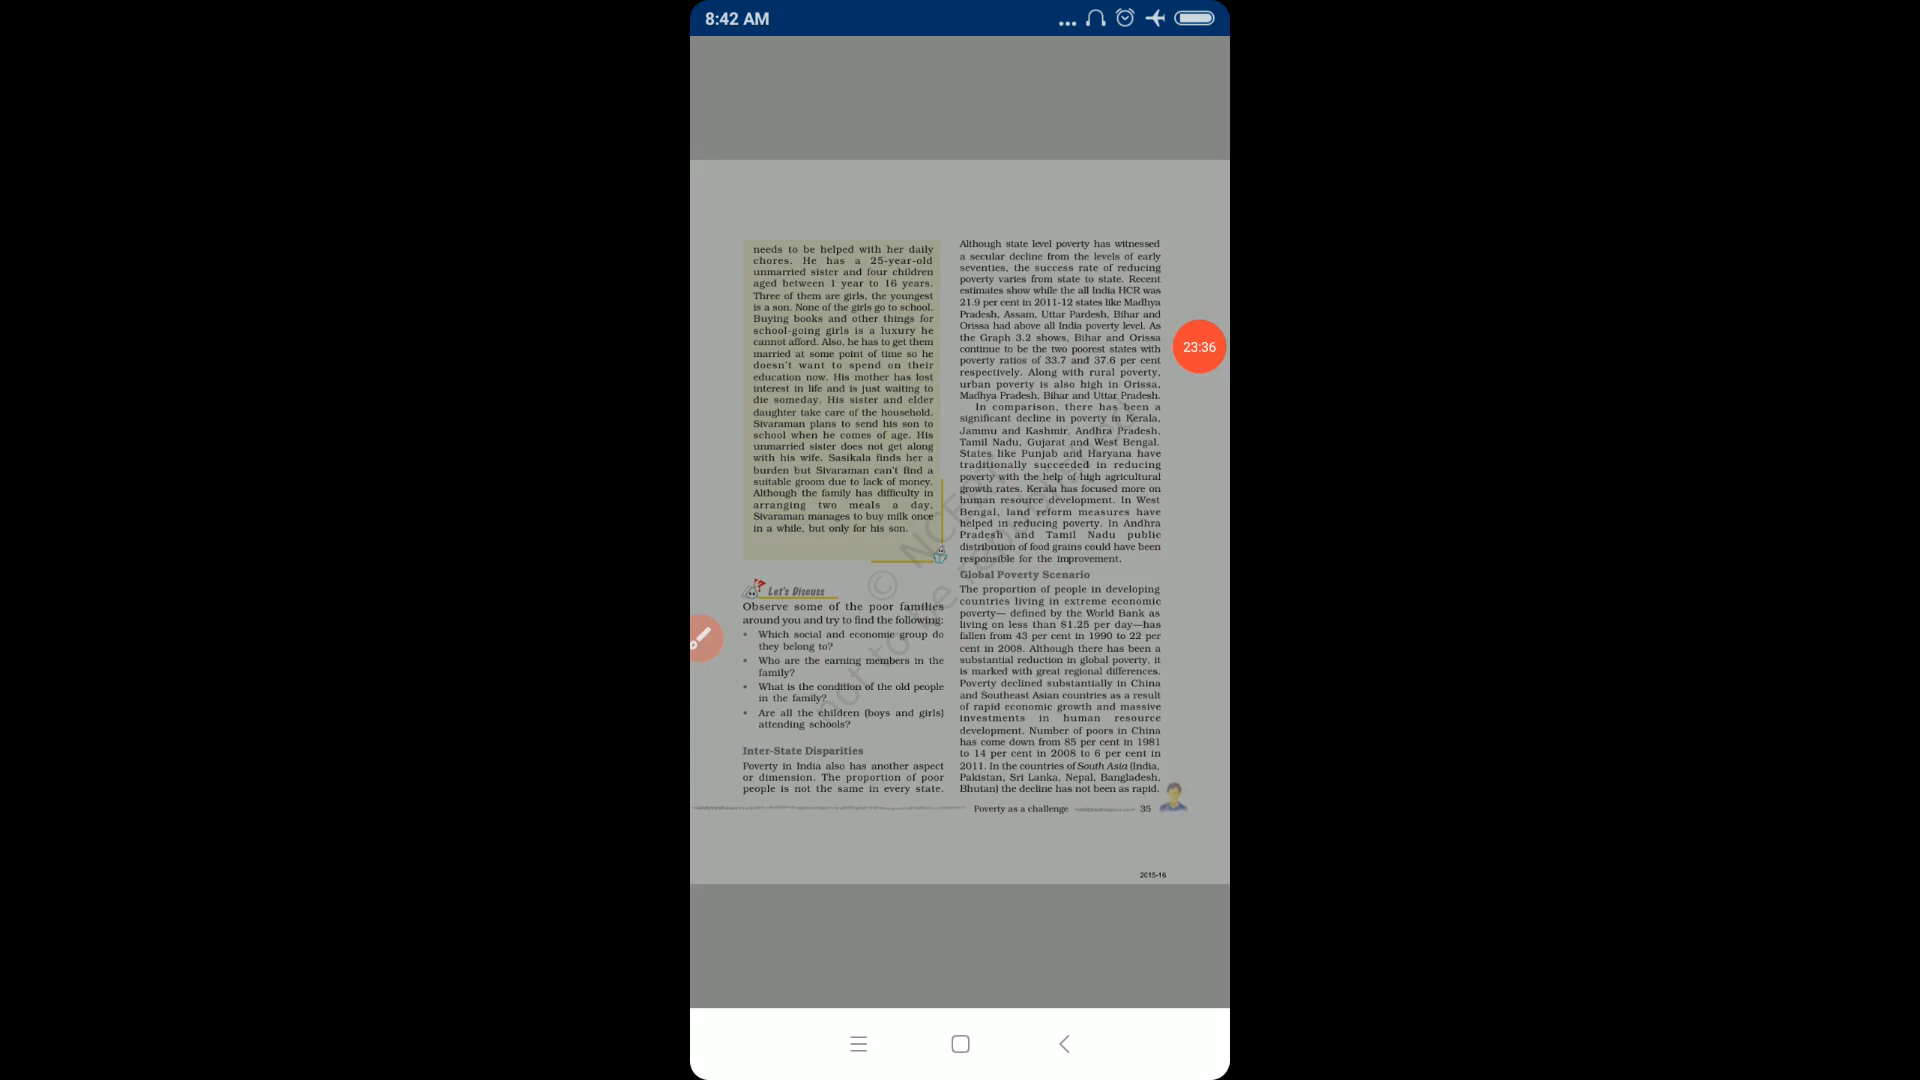 8:42 AM
needs to be helped with her daily
chores. He has a 25-year-old
unmarried sister and four children
aged between 1 year to 16 years.
Three of them are girls, the youngest
is a son. None of the girls go to school.
Buying books and other things for
school-going girls is a luxury he
cannot afford. Also, he has to get them
married at some point of time so he
doesn't want to spend on their
education now. His mother has lost
interest in life and is just waiting to
die someday. His sister and elder
daughter take care of the household.
Sivaraman plans to send his son to
school when he comes of age. His
unmarried sister does not get along
with his wife. Sasikala finds her a
burden but Sivaraman can't find a
suitable groom due to lack of money.
Although the family has difficulty in
arranging two meals a day,
Sivaraman manages to buy milk once
in a while, but only for his son.
Let's Discuss
Observe some of the poor families
around you and try to find the following:
• Which social and economic group do
they belong to?
• Who are the earning members in the
family?
• What is the condition of the old people
in the family?
• Are all the children (boys and girls)
attending schools?
Inter-State Disparities
Poverty in India also has another aspect
or dimension. The proportion of poor
people is not the same in every state.
Although state level poverty has witnessed
a secular decline from the levels of early
seventies, the success rate of reducing
poverty varies from state to state. Recent
estimates show while the all India HCR was
21.9 per cent in 2011-12 states like Madhya
Pradesh, Assam, Uttar Pardesh, Bihar and
Orissa had above all India poverty level. As
the Graph 3.2 shows, Bihar and Orissa
continue to be the two poorest states with
poverty ratios of 33.7 and 37.6 per cent
respectively. Along with rural poverty,
urban poverty is also high in Orissa,
Madhya Pradesh, Bihar and Uttar Pradesh.
In comparison, there has been a
significant decline in poverty in Kerala,
Jammu and Kashmir, Andhra Pradesh,
Tamil Nadu, Gujarat and West Bengal.
States like Punjab and Haryana have
traditionally succeeded in reducing
poverty with the help of high agricultural
growth rates. Kerala has focused more on
human resource development. In West
Bengal, land reform measures have
helped in reducing poverty. In Andhra
Pradesh and Tamil Nadu public
distribution of food grains could have been
responsible for the improvement.
Global Poverty Scenario
The proportion of people in developing
countries living in extreme economic
poverty— defined by the World Bank as
living on less than $1.25 per day—has
fallen from 43 per cent in 1990 to 22 per
cent in 2008. Although there has been a
substantial reduction in global poverty, it
is marked with great regional differences.
Poverty declined substantially in China
and Southeast Asian countries as a result
of rapid economic growth and massive
investments in human resource
development. Number of poors in China
has come down from 85 per cent in 1981
to 14 per cent in 2008 to 6 per cent in
2011. In the countries of South Asia (India,
Pakistan, Sri Lanka, Nepal, Bangladesh,
Bhutan) the decline has not been as rapid.
23:36
© NCERT
not to be republished
Poverty as a challenge 35
2015-16